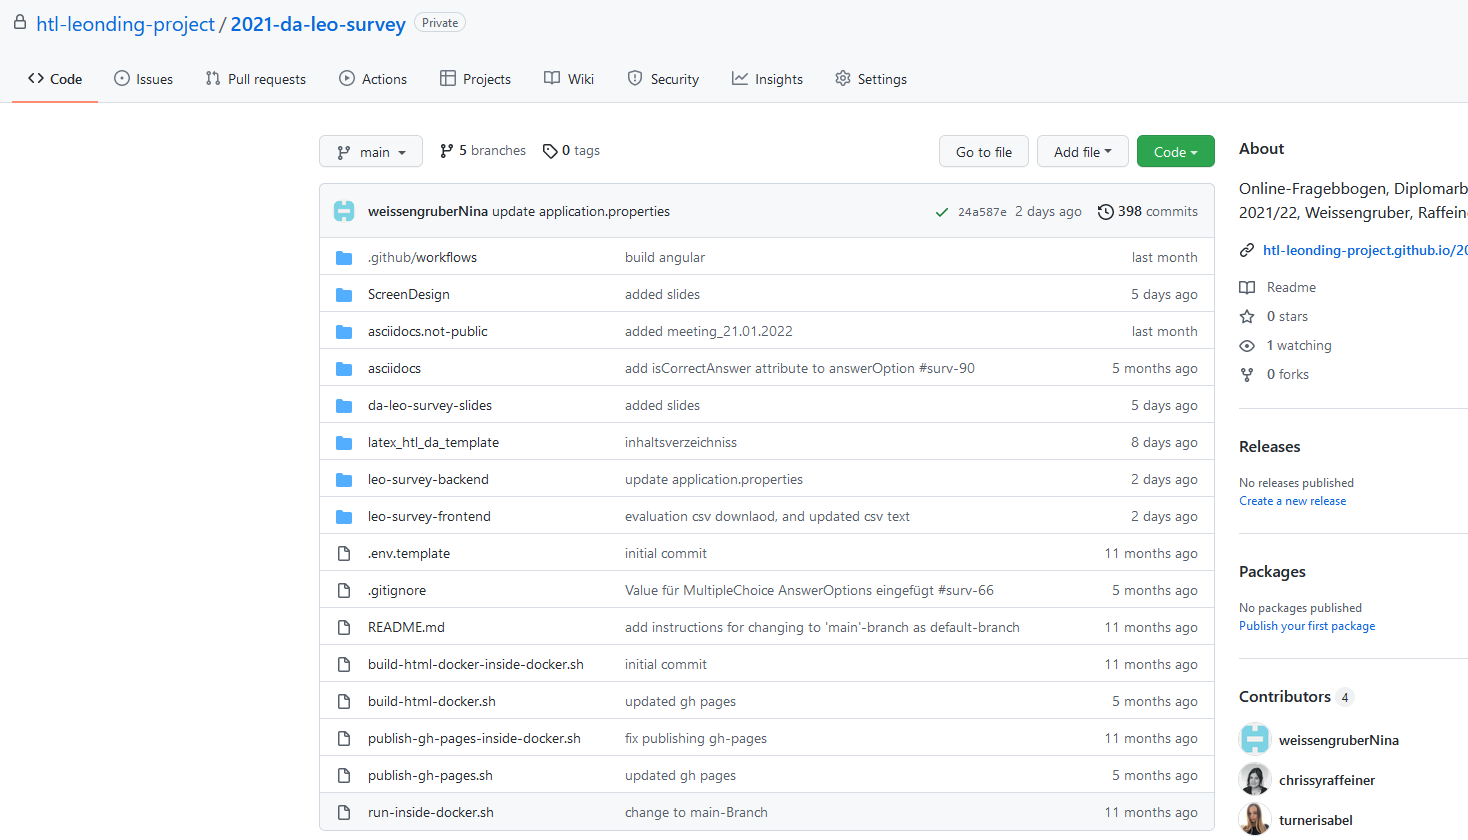 htl-leonding-project / 2021-da-leo-survey Private
Code Issues Pull requests Actions Projects Wiki Security Insights Settings
main 5 branches 0 tags Go to file Add file Code
weissengruberNina update application.properties 24a587e 2 days ago 398 commits
.github/workflows build angular last month
ScreenDesign added slides 5 days ago
asciidocs.not-public added meeting_21.01.2022 last month
asciidocs add isCorrectAnswer attribute to answerOption #surv-90 5 months ago
da-leo-survey-slides added slides 5 days ago
latex_htl_da_template inhaltsverzeichniss 8 days ago
leo-survey-backend update application.properties 2 days ago
leo-survey-frontend evaluation csv downlaod, and updated csv text 2 days ago
.env.template initial commit 11 months ago
.gitignore Value für MultipleChoice AnswerOptions eingefügt #surv-66 5 months ago
README.md add instructions for changing to 'main'-branch as default-branch 11 months ago
build-html-docker-inside-docker.sh initial commit 11 months ago
build-html-docker.sh updated gh pages 5 months ago
publish-gh-pages-inside-docker.sh fix publishing gh-pages 11 months ago
publish-gh-pages.sh updated gh pages 5 months ago
run-inside-docker.sh change to main-Branch 11 months ago
About
Online-Fragebbogen, Diplomarb
2021/22, Weissengruber, Raffein
htl-leonding-project.github.io/20
Readme
0 stars
1 watching
0 forks
Releases
No releases published
Create a new release
Packages
No packages published
Publish your first package
Contributors 4
weissengruberNina
chrissyraffeiner
turnerisabel